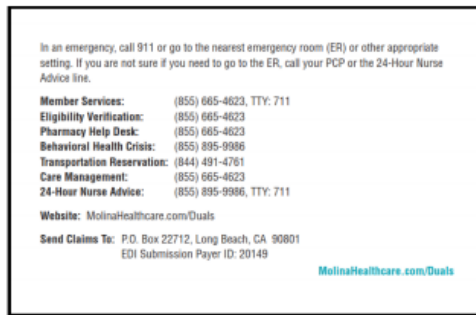 In an emergency, call 911 or go to the nearest emergency room (ER) or other appropriate
setting. If you are not sure if you need to go to the ER, call your PCP or the 24-Hour Nurse
Advice line.
Member Services: (855) 665-4623, TTY: 711
Eligibility Verification: (855) 665-4623
Pharmacy Help Desk: (855) 665-4623
Behavioral Health Crisis: (855) 895-9986
Transportation Reservation: (844) 491-4761
Care Management: (855) 665-4623
24-Hour Nurse Advice: (855) 895-9986, TTY: 711
Website: MolinaHealthcare.com/Duals
Send Claims To: P.O. Box 22712, Long Beach, CA 90801
EDI Submission Payer ID: 20149
MolinaHealthcare.com/Duals